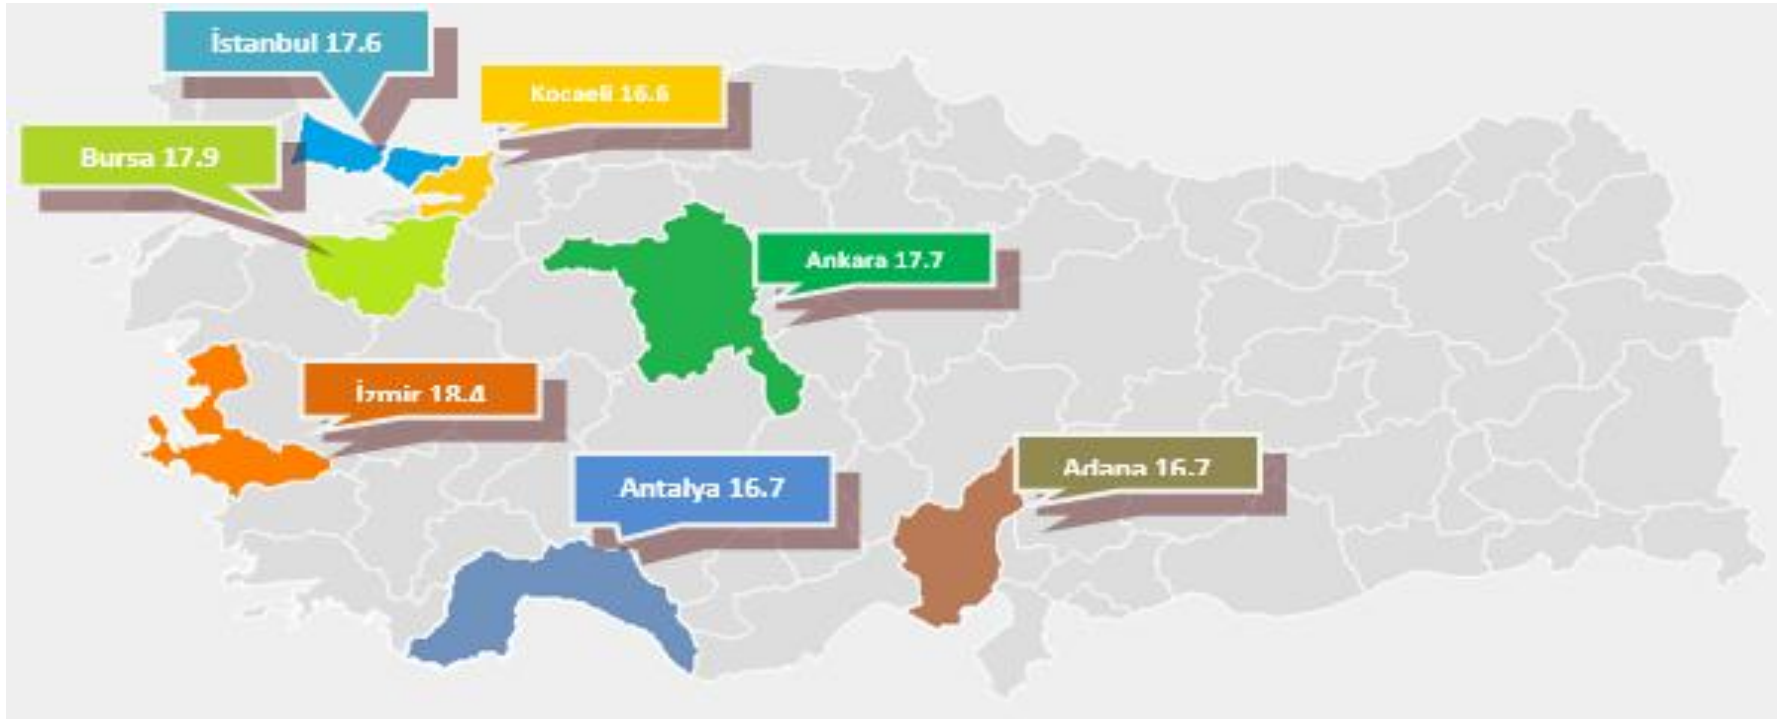 İstanbul 17.6
Kocaeli 16.6
Bursa 17.9
Ankara 17.7
İzmir 18.4
Adana 16.7
Antalya 16.7